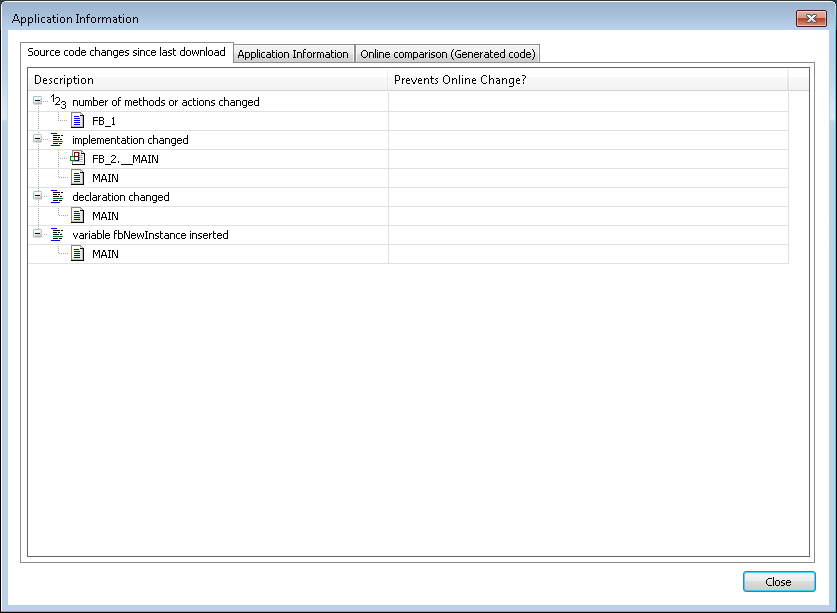 Application Information
Source code changes since last download Application Information Online comparison (Generated code)
Description Prevents Online Change?
123 number of methods or actions changed
FB_1
implementation changed
FB_2.__MAIN
MAIN
declaration changed
MAIN
variable fbNewInstance inserted
MAIN
Close